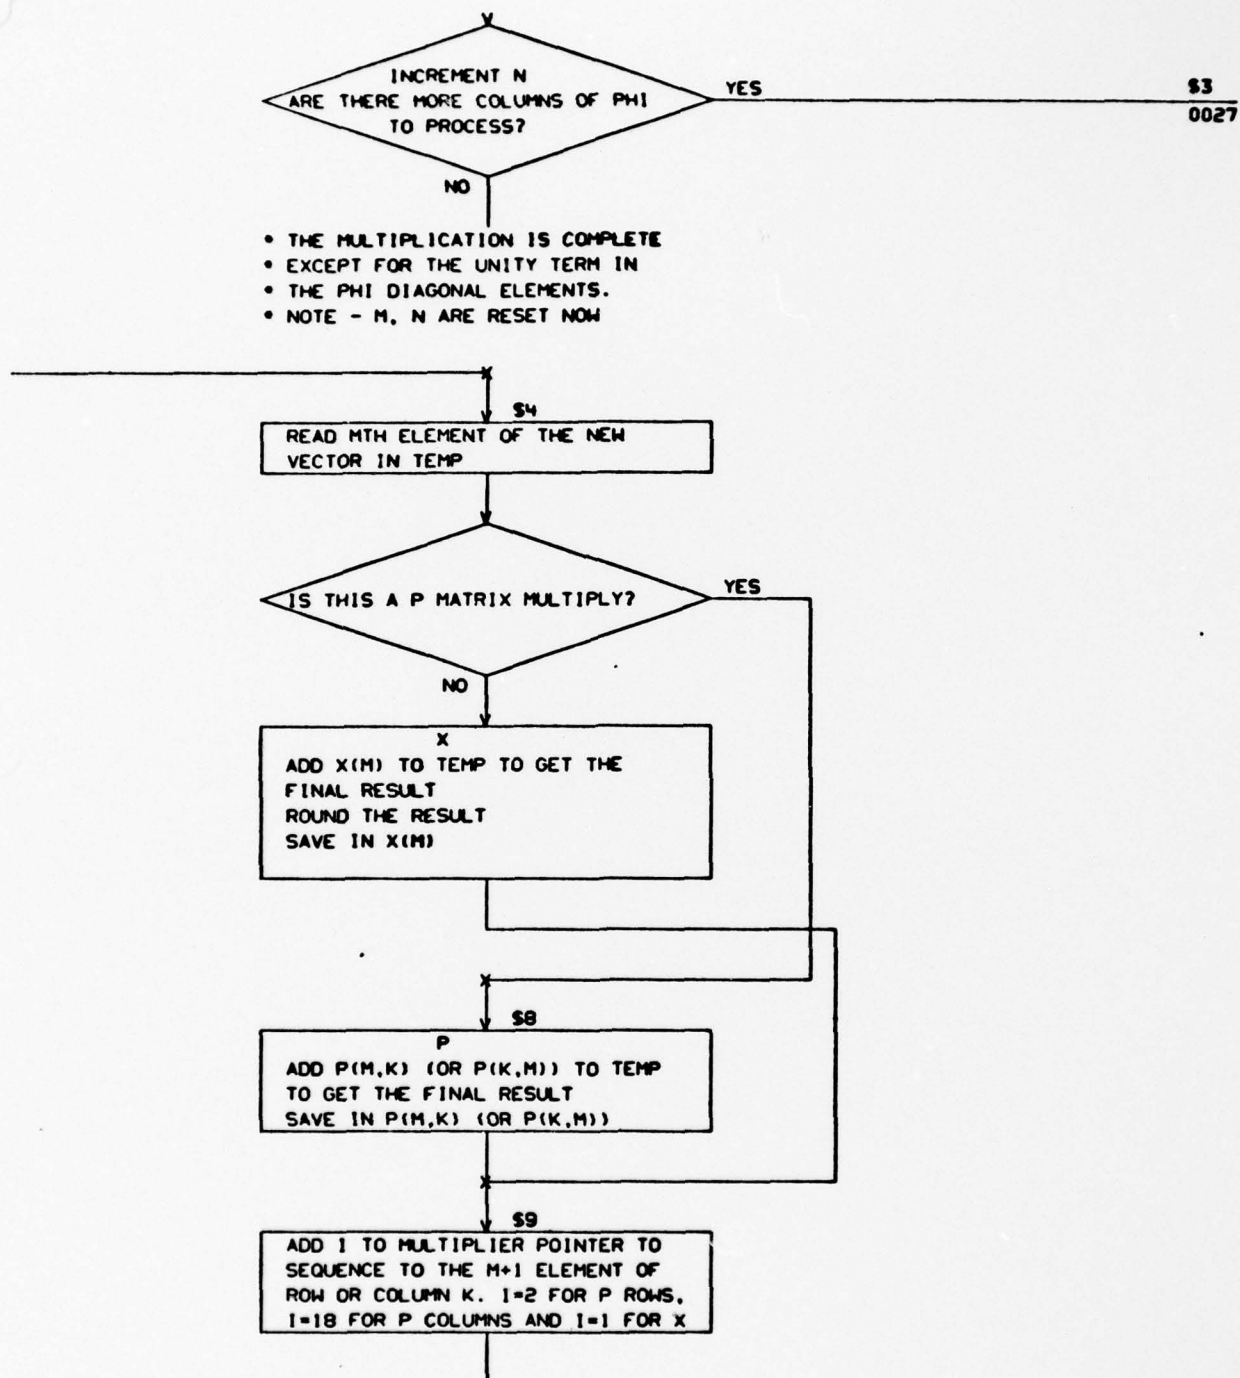 INCREMENT N
ARE THERE MORE COLUMNS OF PHI
TO PROCESS?
YES
$3
0027
NO
* THE MULTIPLICATION IS COMPLETE
* EXCEPT FOR THE UNITY TERM IN
* THE PHI DIAGONAL ELEMENTS.
* NOTE - M, N ARE RESET NOW
$4
READ MTH ELEMENT OF THE NEW
VECTOR IN TEMP
IS THIS A P MATRIX MULTIPLY?
YES
NO
X
ADD X(M) TO TEMP TO GET THE
FINAL RESULT
ROUND THE RESULT
SAVE IN X(M)
$8
P
ADD P(M,K) (OR P(K,M)) TO TEMP
TO GET THE FINAL RESULT
SAVE IN P(M,K) (OR P(K,M))
$9
ADD I TO MULTIPLIER POINTER TO
SEQUENCE TO THE M+1 ELEMENT OF
ROW OR COLUMN K. I=2 FOR P ROWS,
I=18 FOR P COLUMNS AND I=1 FOR X